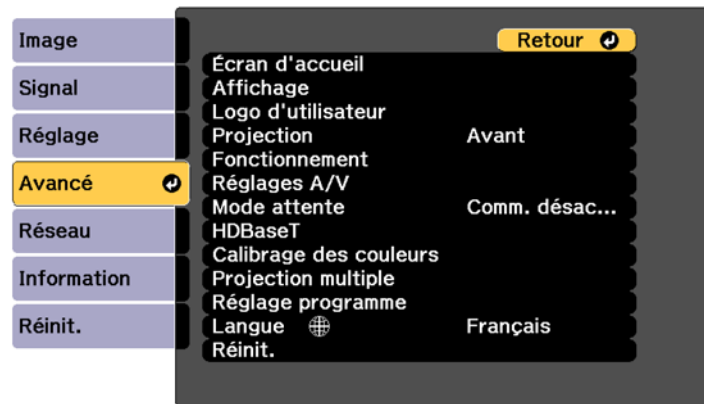 Image
Signal
Réglage
Avancé
Réseau
Information
Réinit.
Retour
Écran d'accueil
Affichage
Logo d'utilisateur
Projection Avant
Fonctionnement
Réglages A/V
Mode attente Comm. désac...
HDBaseT
Calibrage des couleurs
Projection multiple
Réglage programme
Langue Français
Réinit.